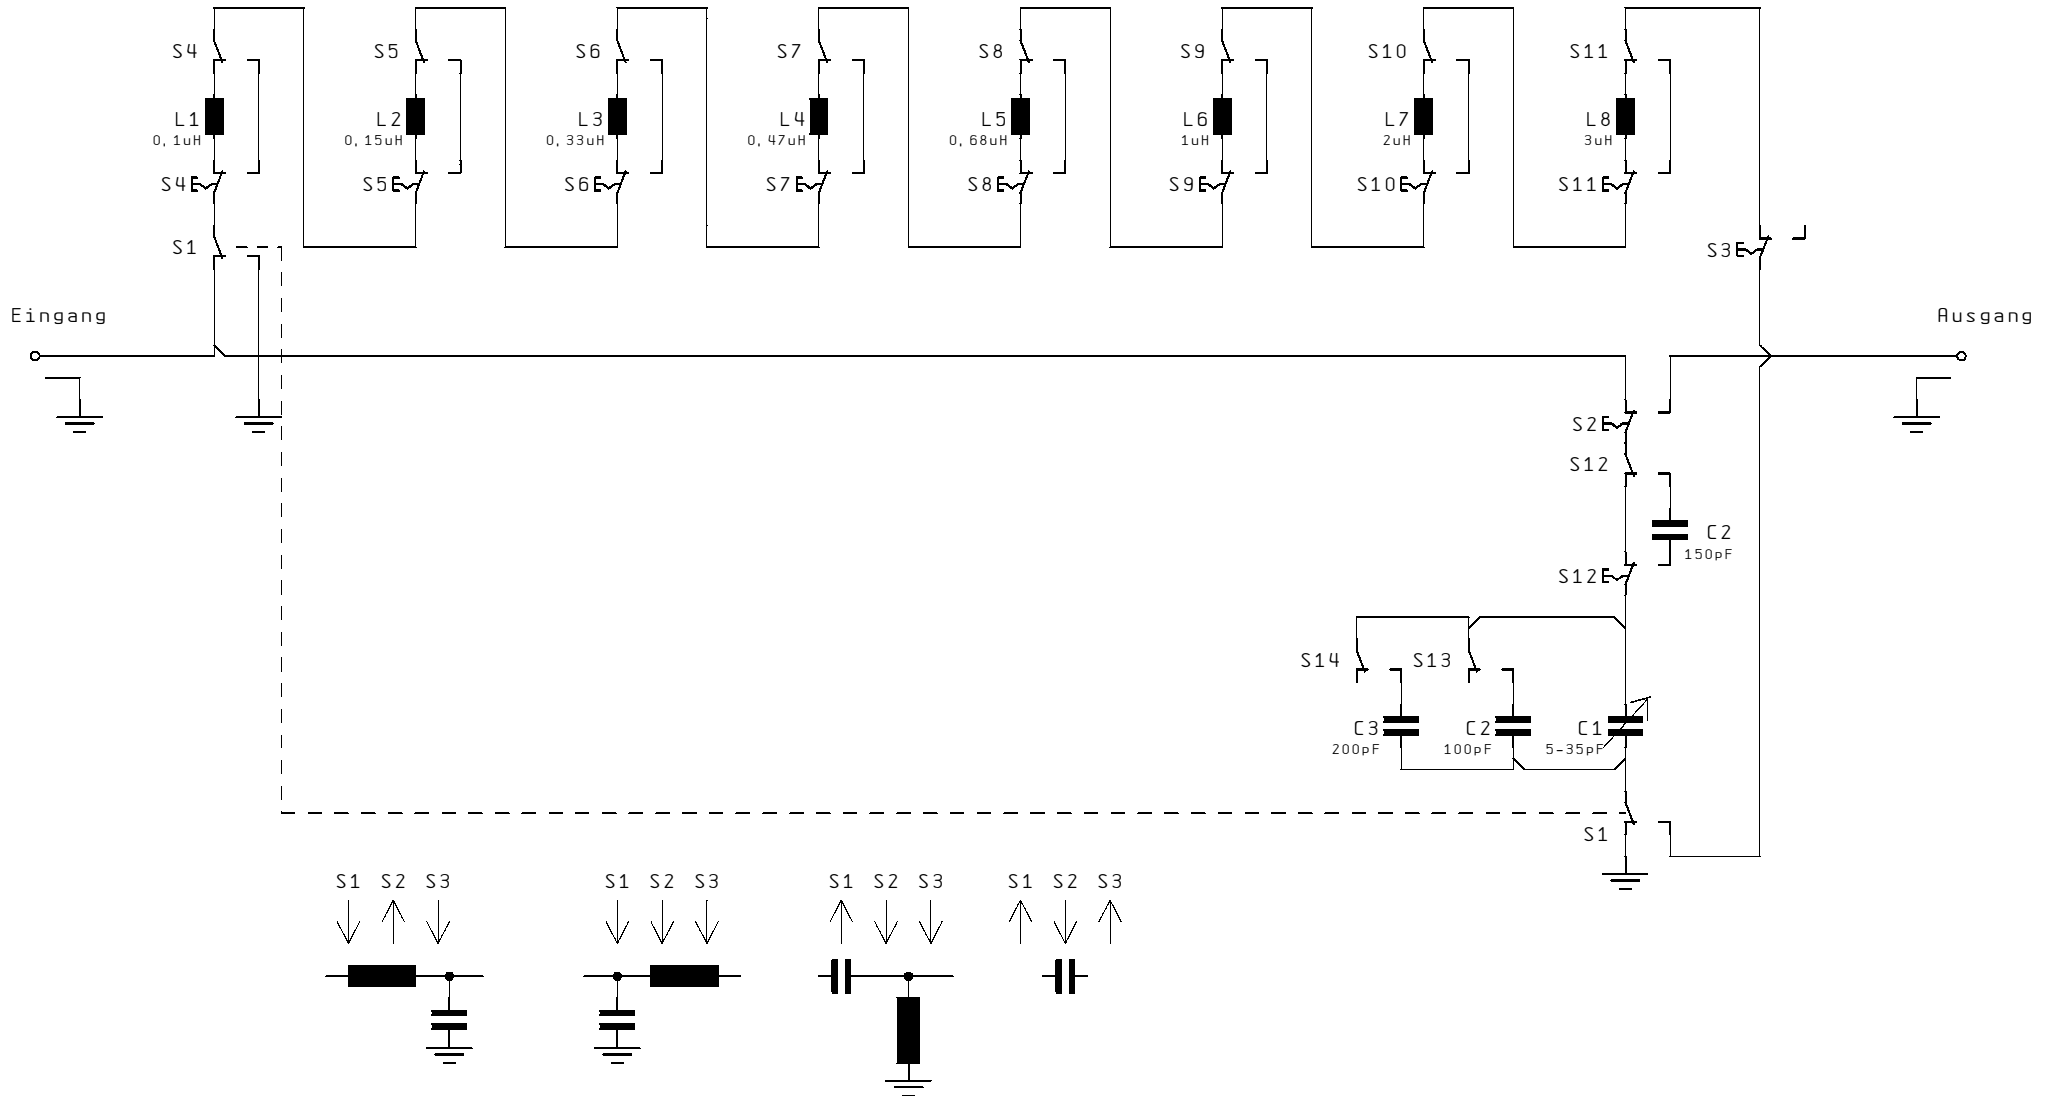 S4 S5 S6 S7 S8 S9 S10 S11
L1 L2 L3 L4 L5 L6 L7 L8
0,1uH 0,15uH 0,33uH 0,47uH 0,68uH 1uH 2uH 3uH
S4 S5 S6 S7 S8 S9 S10 S11
S1 S3
Eingang Ausgang
S2
S12
C2
150pF
S12
S14 S13
C3 C2 C1
200pF 100pF 5-35pF
S1
S1 S2 S3 S1 S2 S3 S1 S2 S3 S1 S2 S3